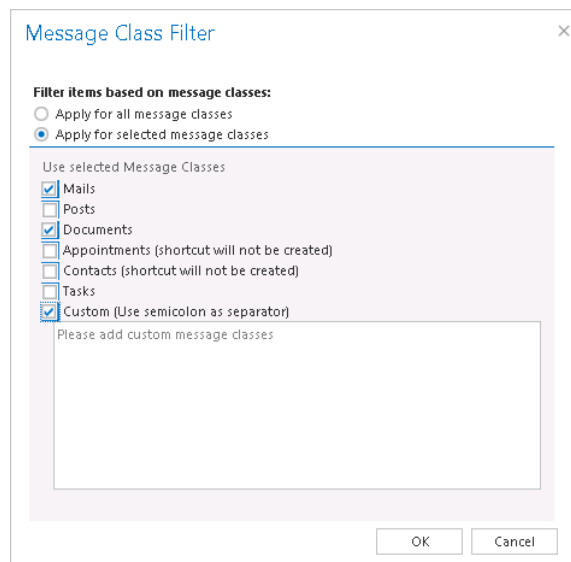 Message Class Filter
Filter items based on message classes:
Apply for all message classes
Apply for selected message classes
Use selected Message Classes
Mails
Posts
Documents
Appointments (shortcut will not be created)
Contacts (shortcut will not be created)
Tasks
Custom (Use semicolon as separator)
Please add custom message classes
OK Cancel